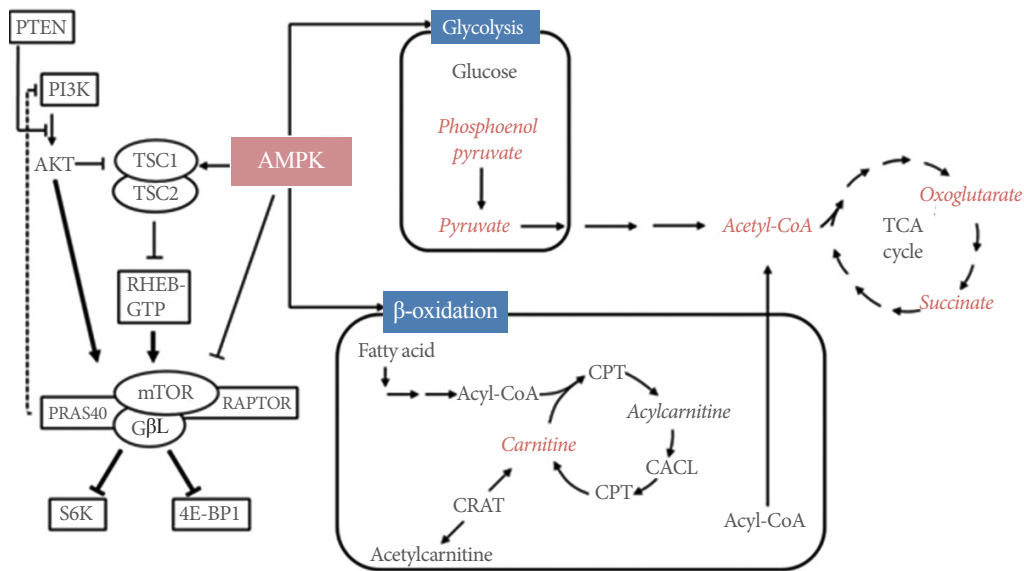 PTEN
PI3K
AKT
TSC1
TSC2
AMPK
RHEB-
GTP
mTOR
PRAS40
RAPTOR
GβL
S6K
4E-BP1
Glycolysis
Glucose
Phosphoenol
pyruvate
Pyruvate
Acetyl-CoA
Oxoglutarate
TCA
cycle
Succinate
β-oxidation
Fatty acid
Acyl-CoA
CPT
Acylcarnitine
Carnitine
CACL
CPT
CRAT
Acetylcarnitine
Acyl-CoA